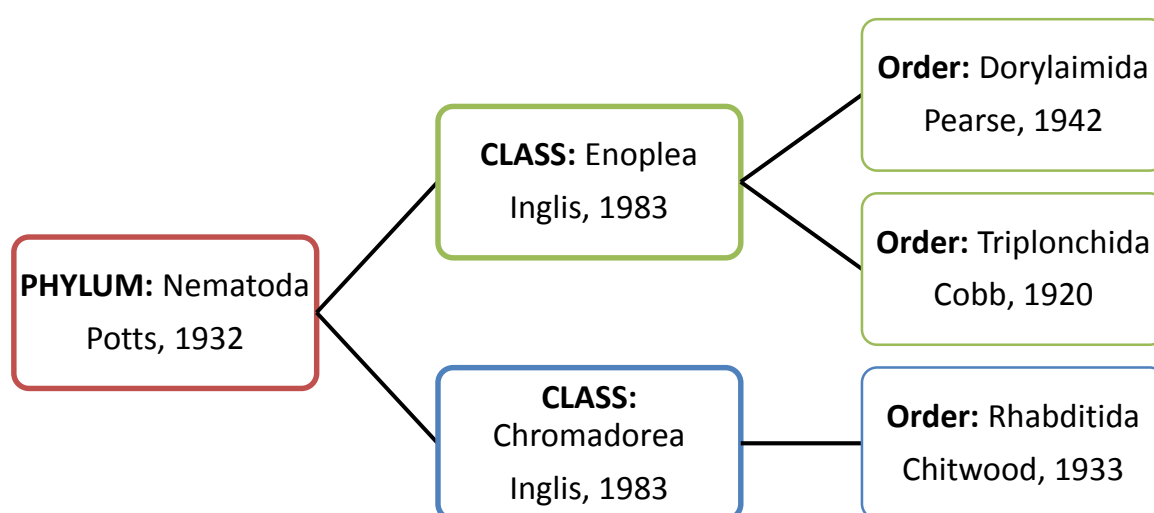 PHYLUM: Nematoda
Potts, 1932
CLASS: Enoplea
Inglis, 1983
Order: Dorylaimida
Pearse, 1942
Order: Triplonchida
Cobb, 1920
CLASS:
Chromadorea
Inglis, 1983
Order: Rhabditida
Chitwood, 1933